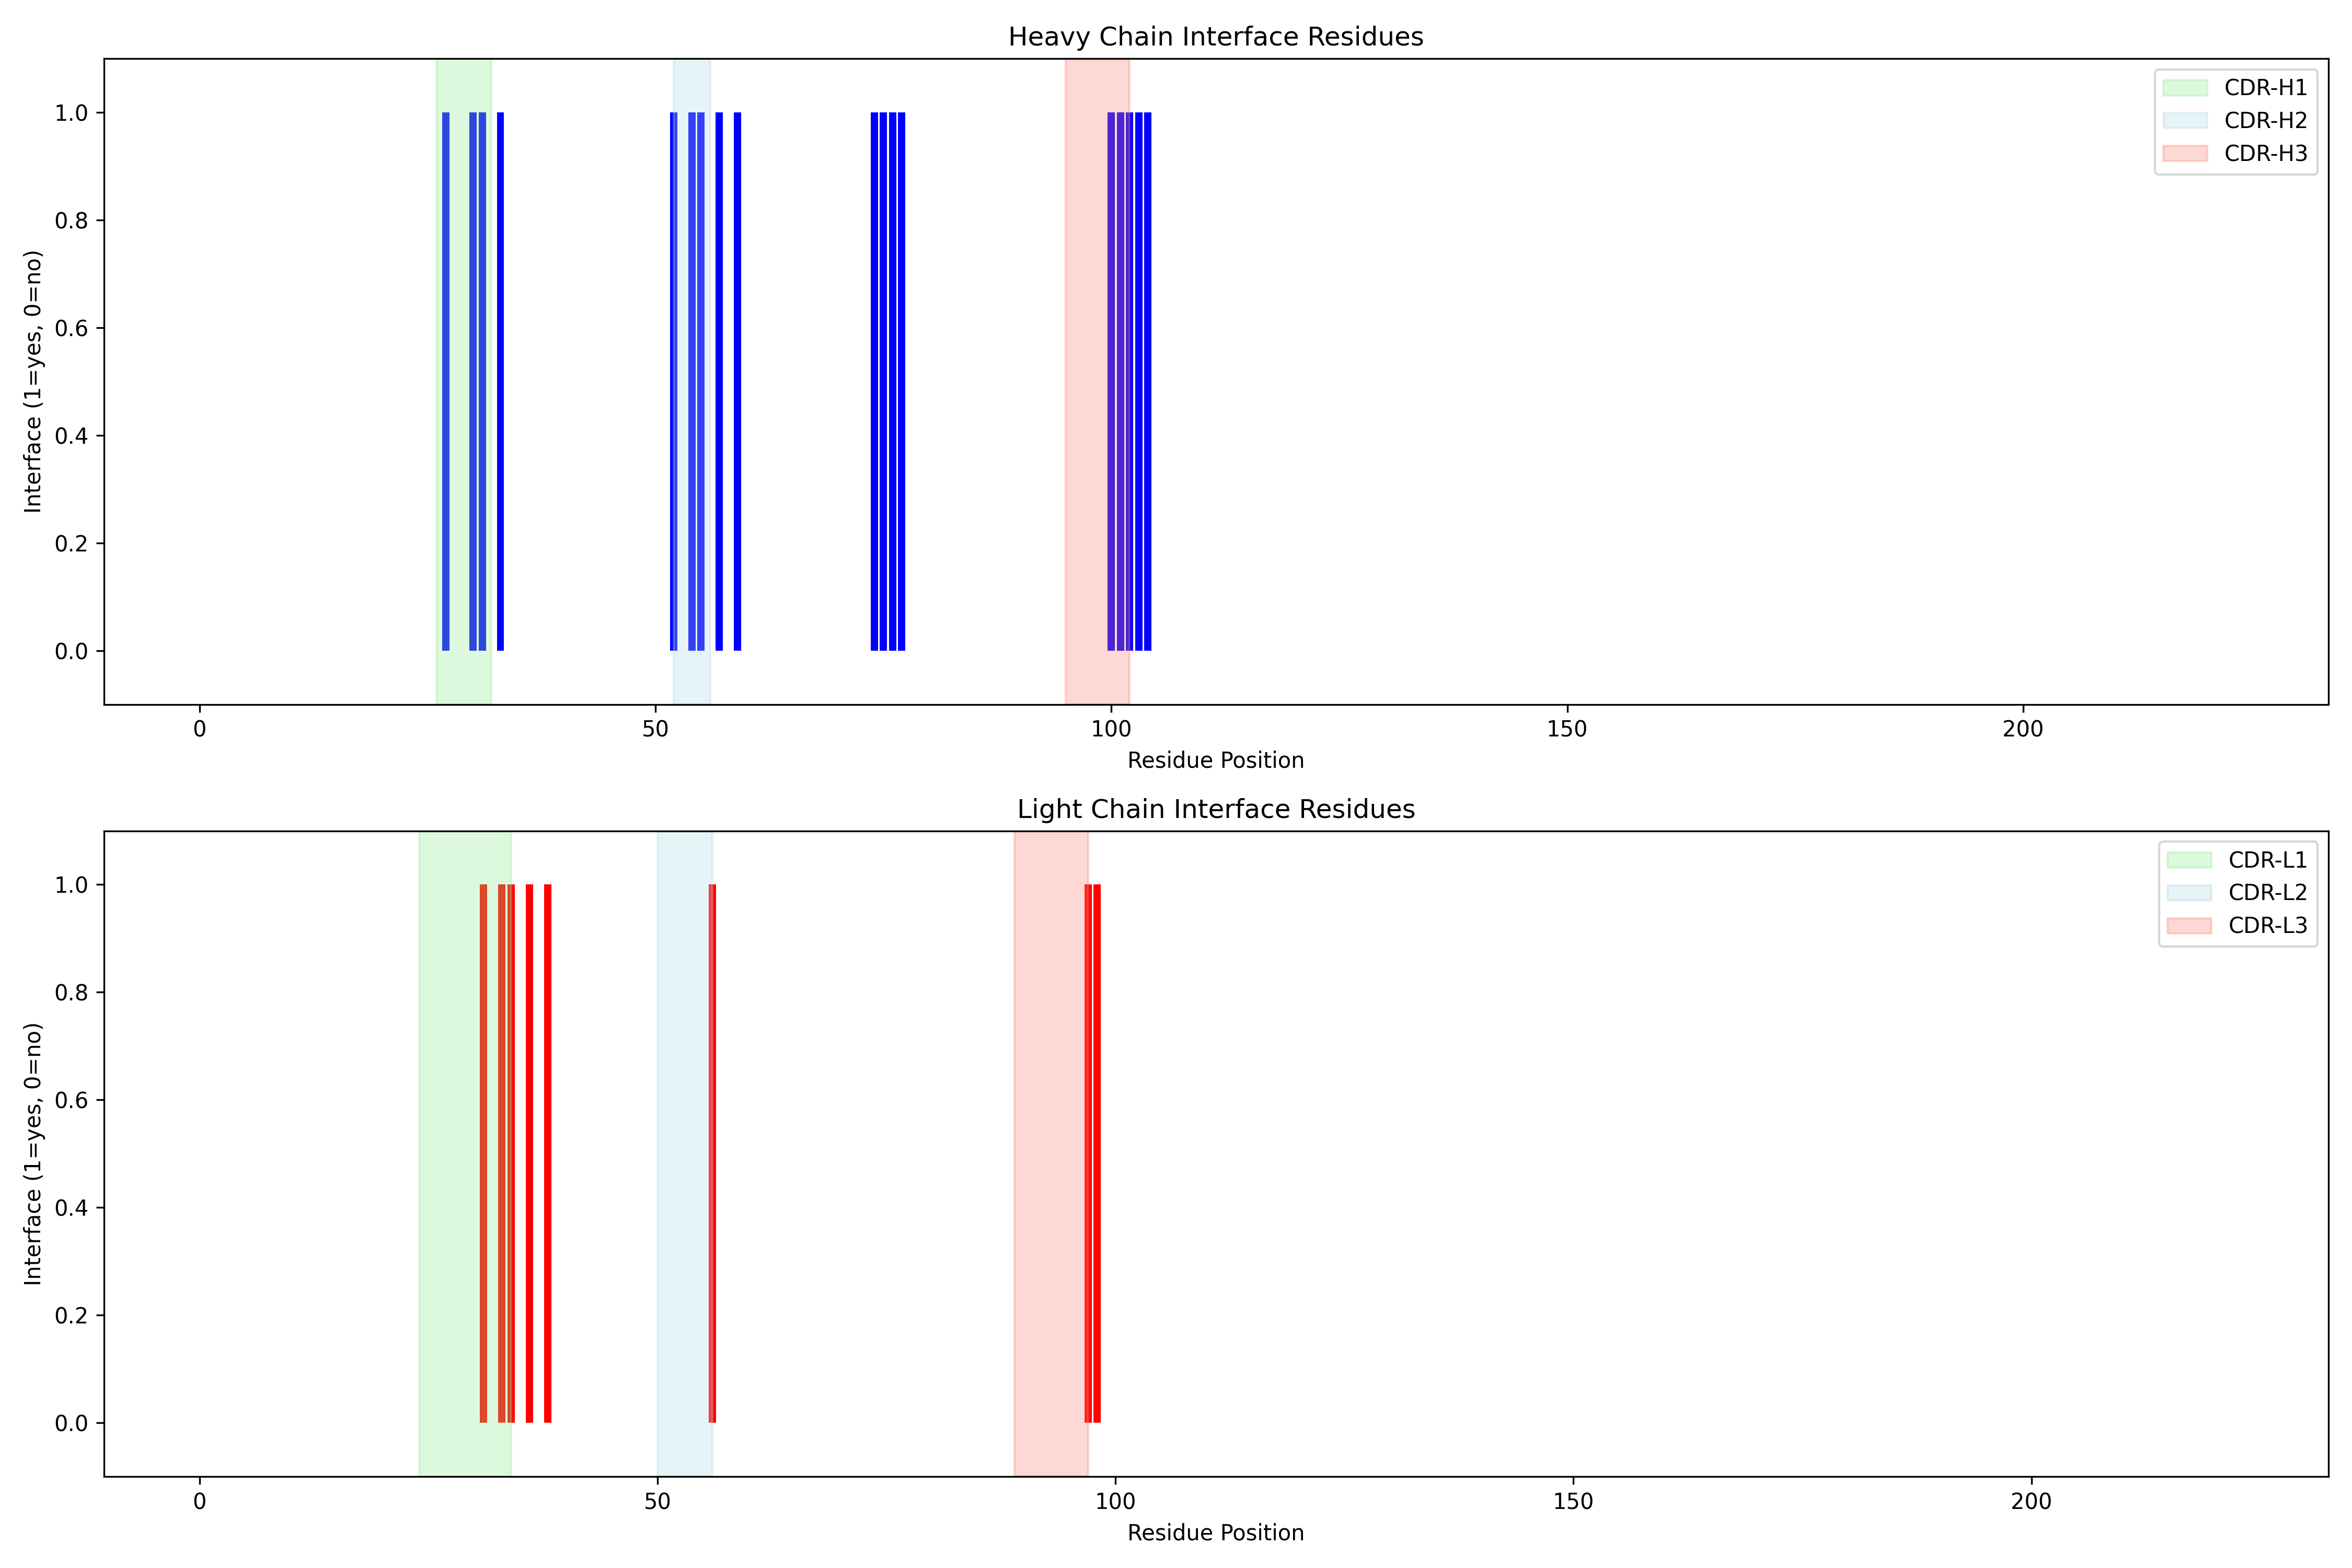 Heavy Chain Interface Residues
CDR-H1
CDR-H2
CDR-H3
Interface (1=yes, 0=no)
1.0
0.8
0.6
0.4
0.2
0.0
0 50 100 150 200
Residue Position
Light Chain Interface Residues
CDR-L1
CDR-L2
CDR-L3
Interface (1=yes, 0=no)
1.0
0.8
0.6
0.4
0.2
0.0
0 50 100 150 200
Residue Position